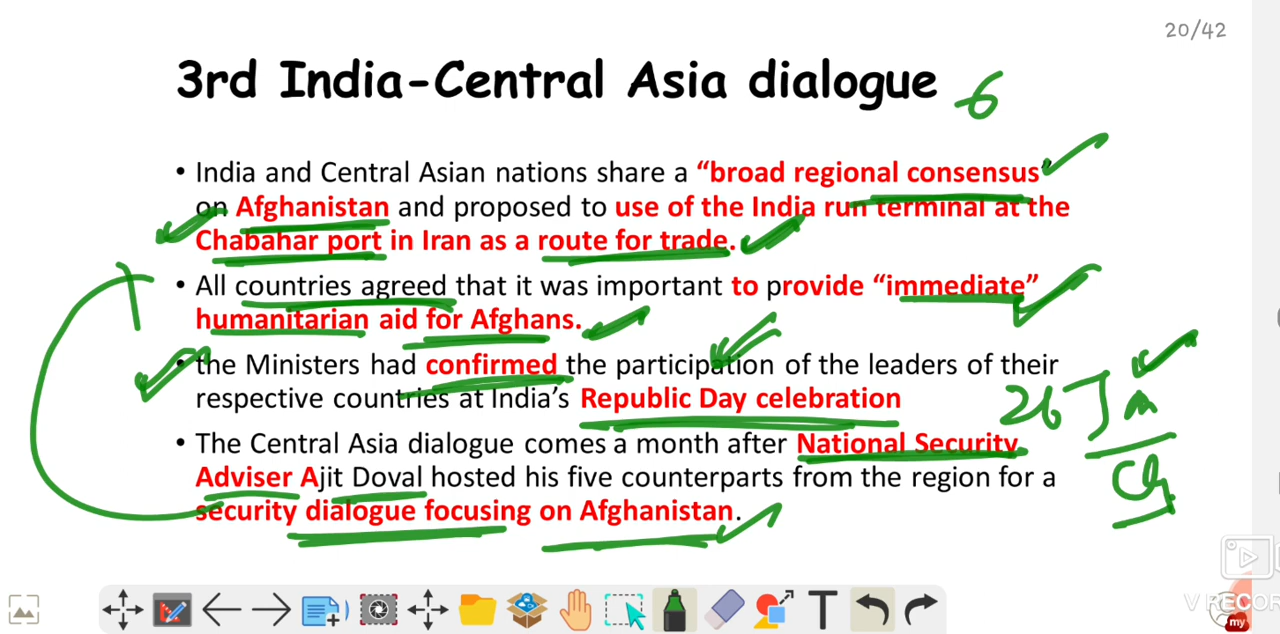 20/42
3rd India-Central Asia dialogue 6
• India and Central Asian nations share a “broad regional consensus”
on Afghanistan and proposed to use of the India run terminal at the
Chabahar port in Iran as a route for trade.
• All countries agreed that it was important to provide “immediate”
humanitarian aid for Afghans.
• the Ministers had confirmed the participation of the leaders of their
respective countries at India’s Republic Day celebration
26 Jan
• The Central Asia dialogue comes a month after National Security
Adviser Ajit Doval hosted his five counterparts from the region for a
security dialogue focusing on Afghanistan.
T
my